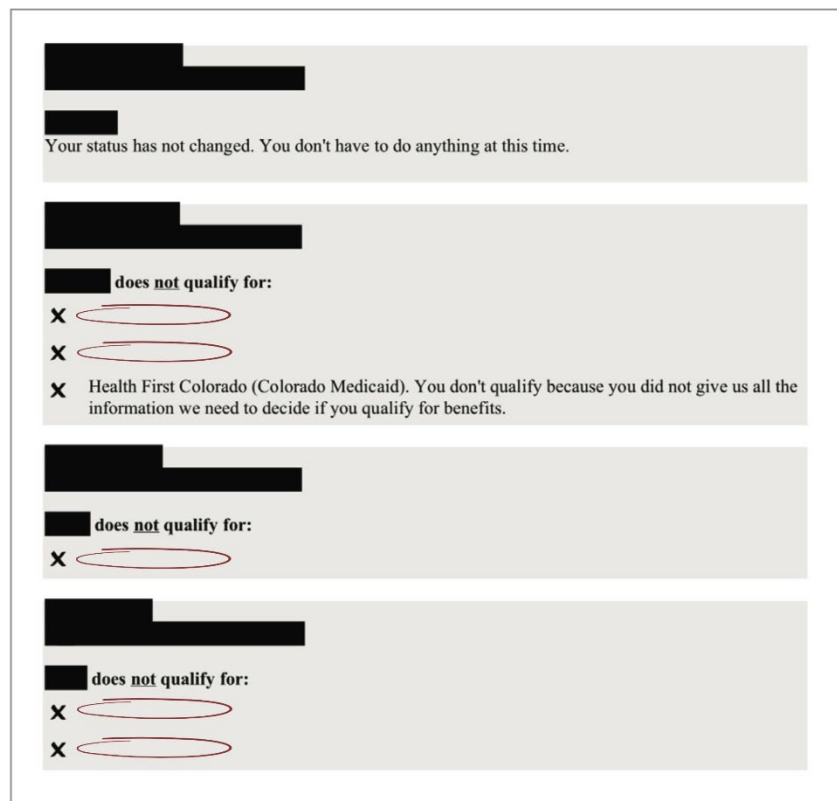 Your status has not changed. You don't have to do anything at this time.
does not qualify for:
X
X
X Health First Colorado (Colorado Medicaid). You don't qualify because you did not give us all the
information we need to decide if you qualify for benefits.
does not qualify for:
X
does not qualify for:
X
X